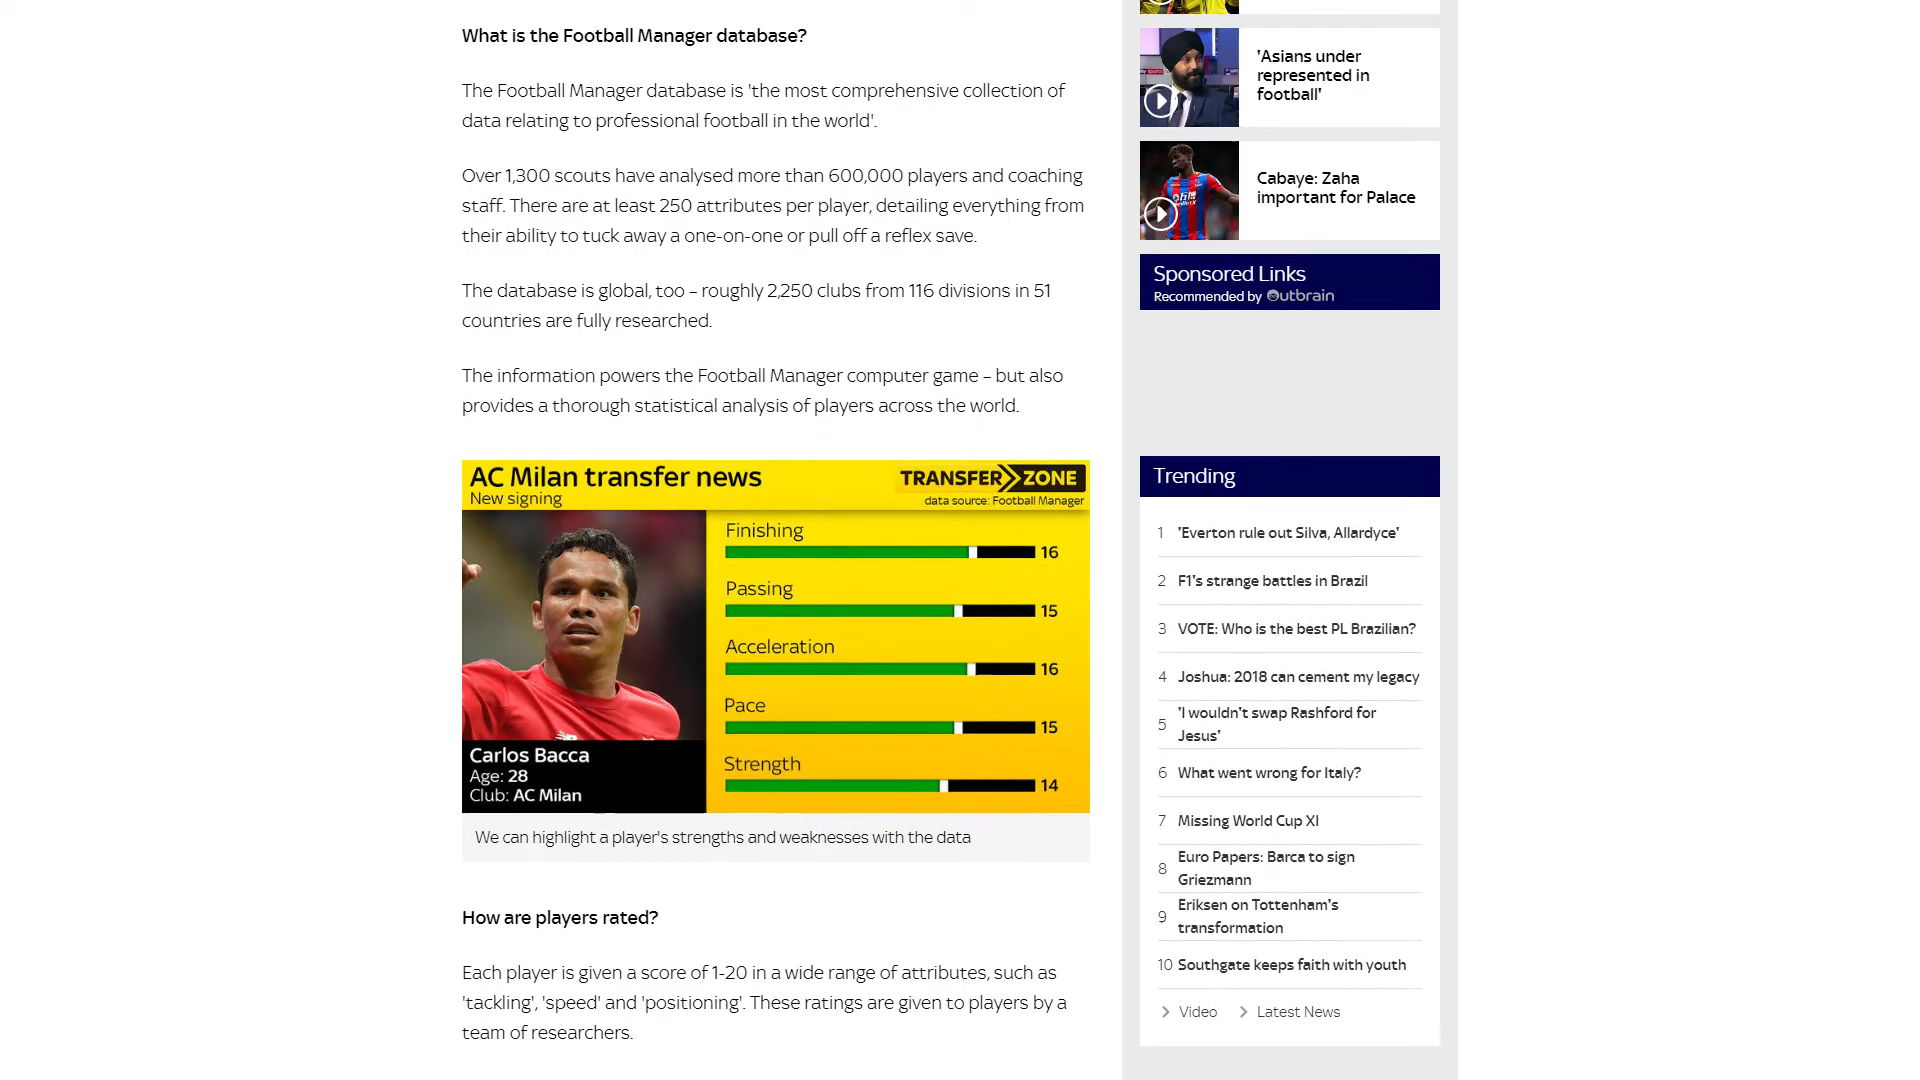 What is the Football Manager database?
The Football Manager database is 'the most comprehensive collection of
data relating to professional football in the world'.
Over 1,300 scouts have analysed more than 600,000 players and coaching
staff. There are at least 250 attributes per player, detailing everything from
their ability to tuck away a one-on-one or pull off a reflex save.
The database is global, too – roughly 2,250 clubs from 116 divisions in 51
countries are fully researched.
The information powers the Football Manager computer game – but also
provides a thorough statistical analysis of players across the world.
AC Milan transfer news
New signing
TRANSFER ZONE
data source: Football Manager
Finishing
16
Passing
15
Acceleration
16
Pace
15
Strength
14
Carlos Bacca
Age: 28
Club: AC Milan
We can highlight a player's strengths and weaknesses with the data
How are players rated?
Each player is given a score of 1-20 in a wide range of attributes, such as
'tackling', 'speed' and 'positioning'. These ratings are given to players by a
team of researchers.
'Asians under
represented in
football'
Cabaye: Zaha
important for Palace
Sponsored Links
Recommended by Outbrain
Trending
1 'Everton rule out Silva, Allardyce'
2 F1's strange battles in Brazil
3 VOTE: Who is the best PL Brazilian?
4 Joshua: 2018 can cement my legacy
5 'I wouldn't swap Rashford for
Jesus'
6 What went wrong for Italy?
7 Missing World Cup XI
8 Euro Papers: Barca to sign
Griezmann
9 Eriksen on Tottenham's
transformation
10 Southgate keeps faith with youth
Video
Latest News